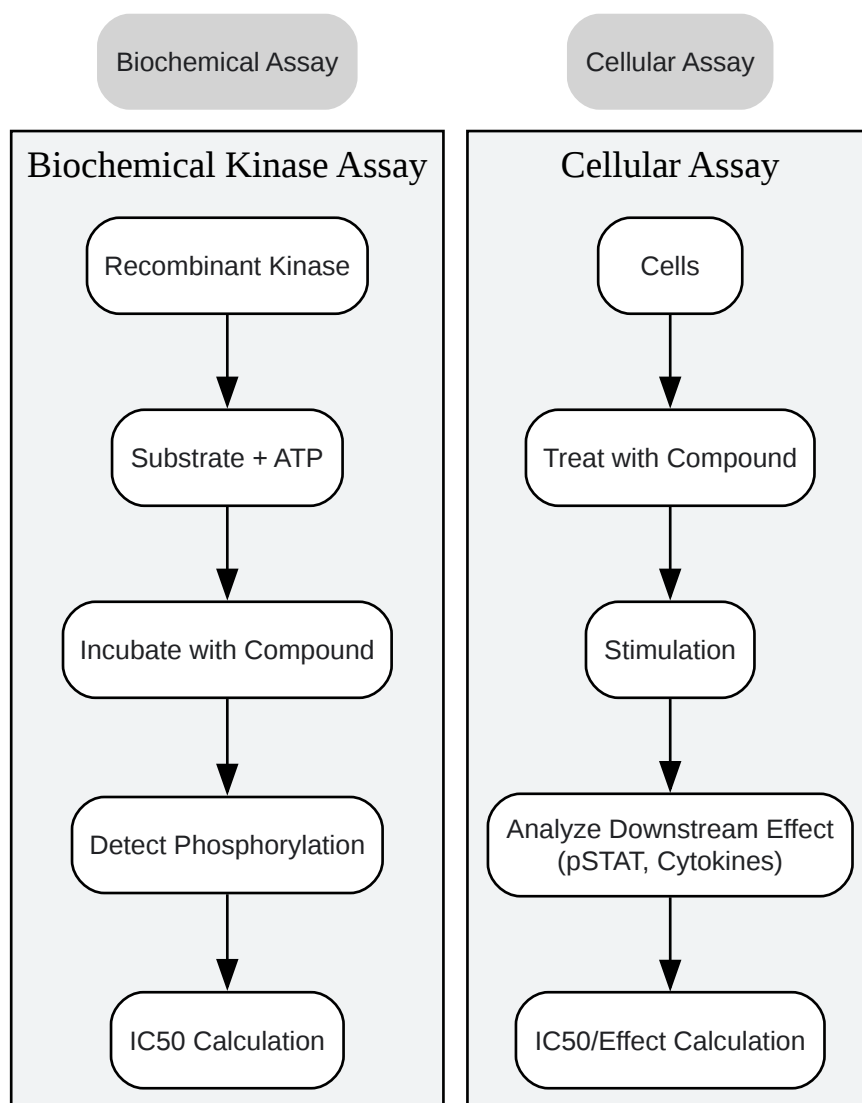 Biochemical Assay
Cellular Assay
Biochemical Kinase Assay
Recombinant Kinase
Substrate + ATP
Incubate with Compound
Detect Phosphorylation
IC50 Calculation
Cellular Assay
Cells
Treat with Compound
Stimulation
Analyze Downstream Effect
(pSTAT, Cytokines)
IC50/Effect Calculation